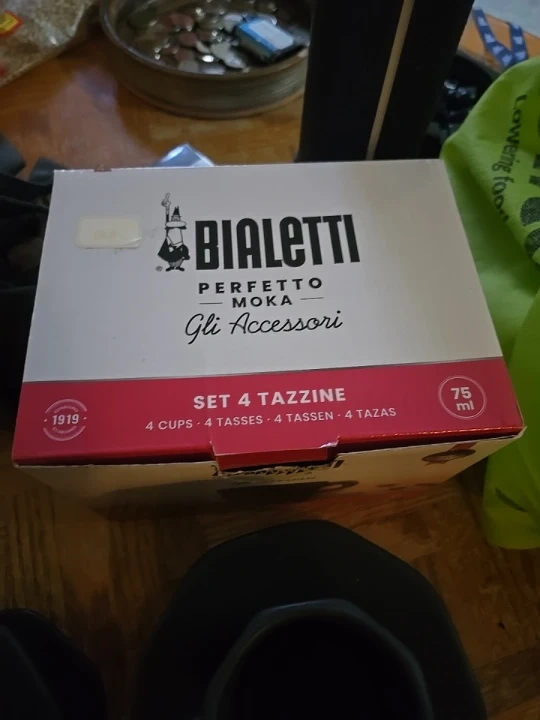 BIALETTI
PERFETTO
MOKA
Gli Accessori
SET 4 TAZZINE
4 CUPS · 4 TASSES · 4 TASSEN · 4 TAZAS
75
ml
1919